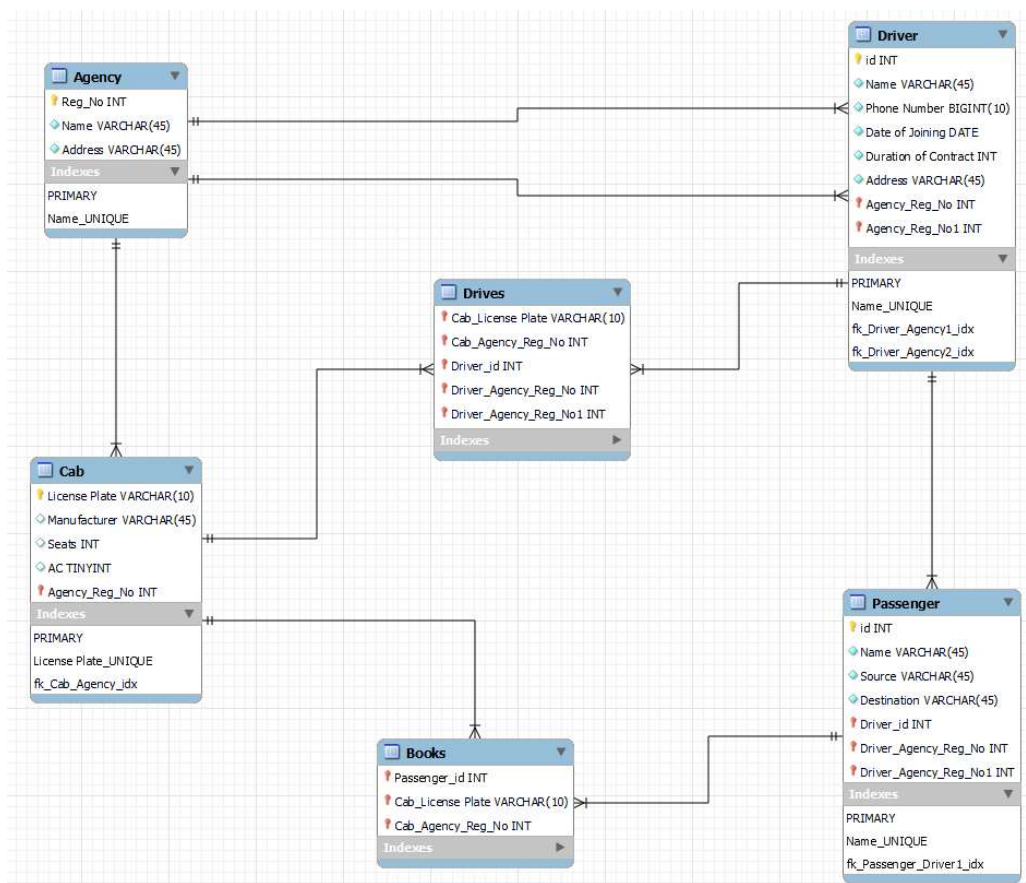 Agency
Reg_No INT
Name VARCHAR(45)
Address VARCHAR(45)
Indexes
PRIMARY
Name_UNIQUE
Driver
id INT
Name VARCHAR(45)
Phone Number BIGINT(10)
Date of Joining DATE
Duration of Contract INT
Address VARCHAR(45)
Agency_Reg_No INT
Agency_Reg_No1 INT
Indexes
PRIMARY
Name_UNIQUE
fk_Driver_Agency1_idx
fk_Driver_Agency2_idx
Drives
Cab_License Plate VARCHAR(10)
Cab_Agency_Reg_No INT
Driver_id INT
Driver_Agency_Reg_No INT
Driver_Agency_Reg_No1 INT
Indexes
Cab
License Plate VARCHAR(10)
Manufacturer VARCHAR(45)
Seats INT
AC TINYINT
Agency_Reg_No INT
Indexes
PRIMARY
License Plate_UNIQUE
fk_Cab_Agency_idx
Passenger
id INT
Name VARCHAR(45)
Source VARCHAR(45)
Destination VARCHAR(45)
Driver_id INT
Driver_Agency_Reg_No INT
Driver_Agency_Reg_No1 INT
Indexes
PRIMARY
Name_UNIQUE
fk_Passenger_Driver1_idx
Books
Passenger_id INT
Cab_License Plate VARCHAR(10)
Cab_Agency_Reg_No INT
Indexes